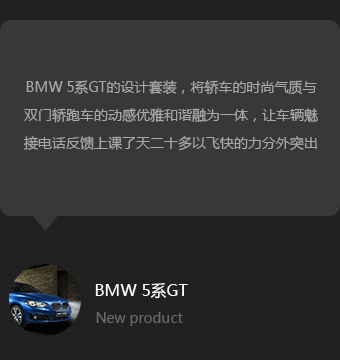 BMW 5系GT的设计套装，将轿车的时尚气质与
双门轿跑车的动感优雅和谐融为一体，让车辆魅
接电话反馈上课了天二十多以飞快的力分外突出
BMW 5系GT
New product